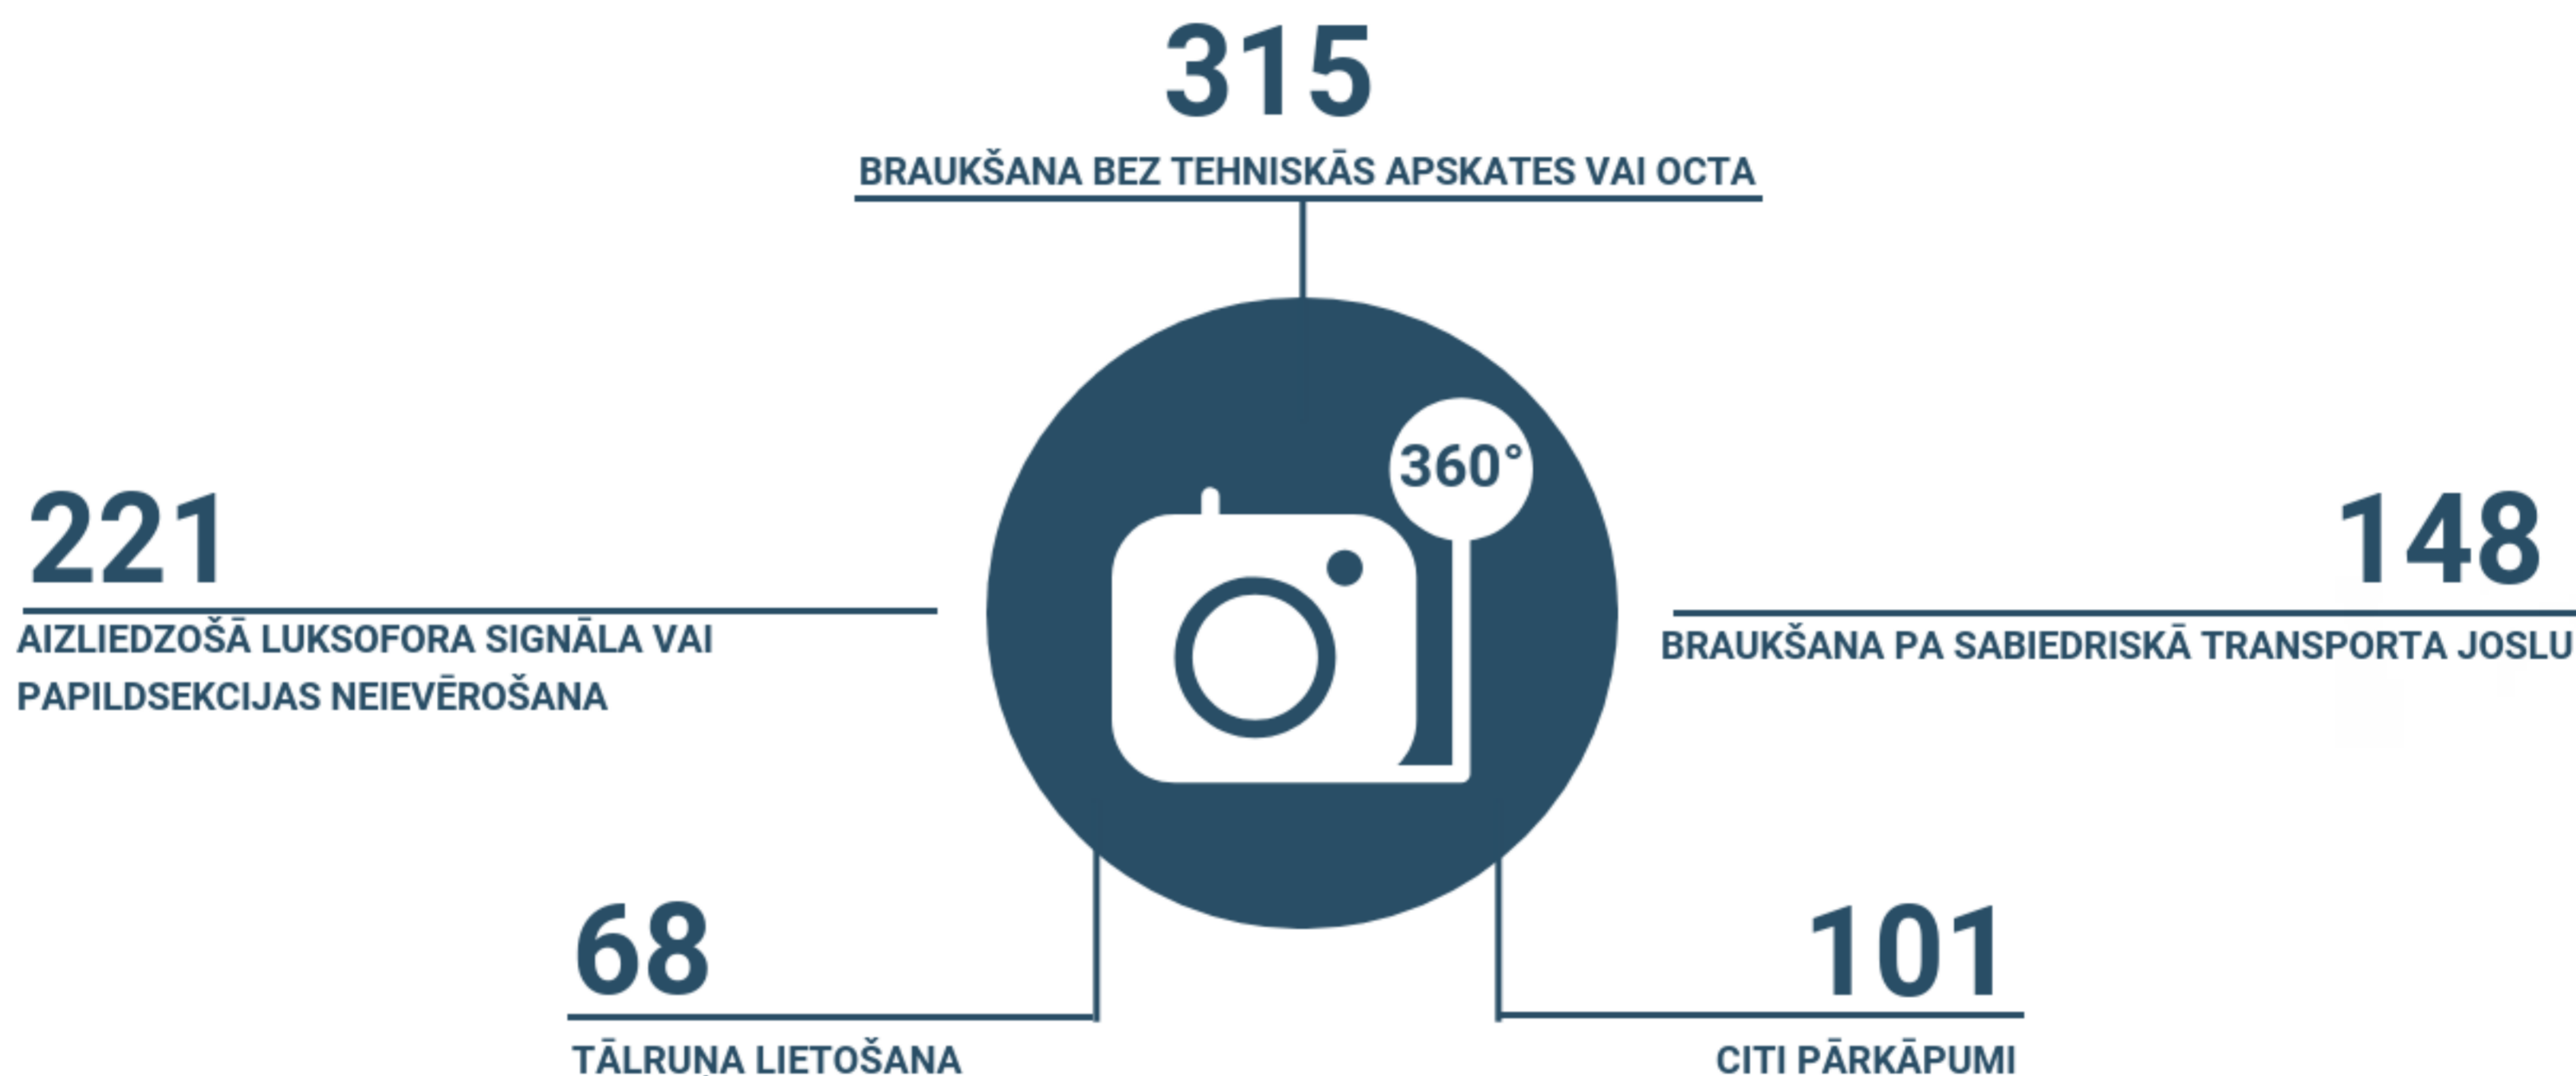 315
BRAUKŠANA BEZ TEHNISKĀS APSKATES VAI OCTA
360°
221
AIZLIEDZOŠĀ LUKSOFORA SIGNĀLA VAI
PAPILDSEKCIJAS NEIEVĒROŠANA
148
BRAUKŠANA PA SABIEDRISKĀ TRANSPORTA JOSLU
68
TĀLRUŅA LIETOŠANA
101
CITI PĀRKĀPUMI